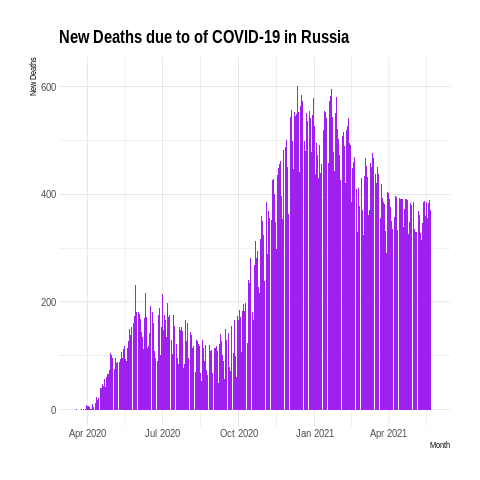 New Deaths due to of COVID-19 in Russia
New Deaths
600
400
200
0
Apr 2020 Jul 2020 Oct 2020 Jan 2021 Apr 2021
Month